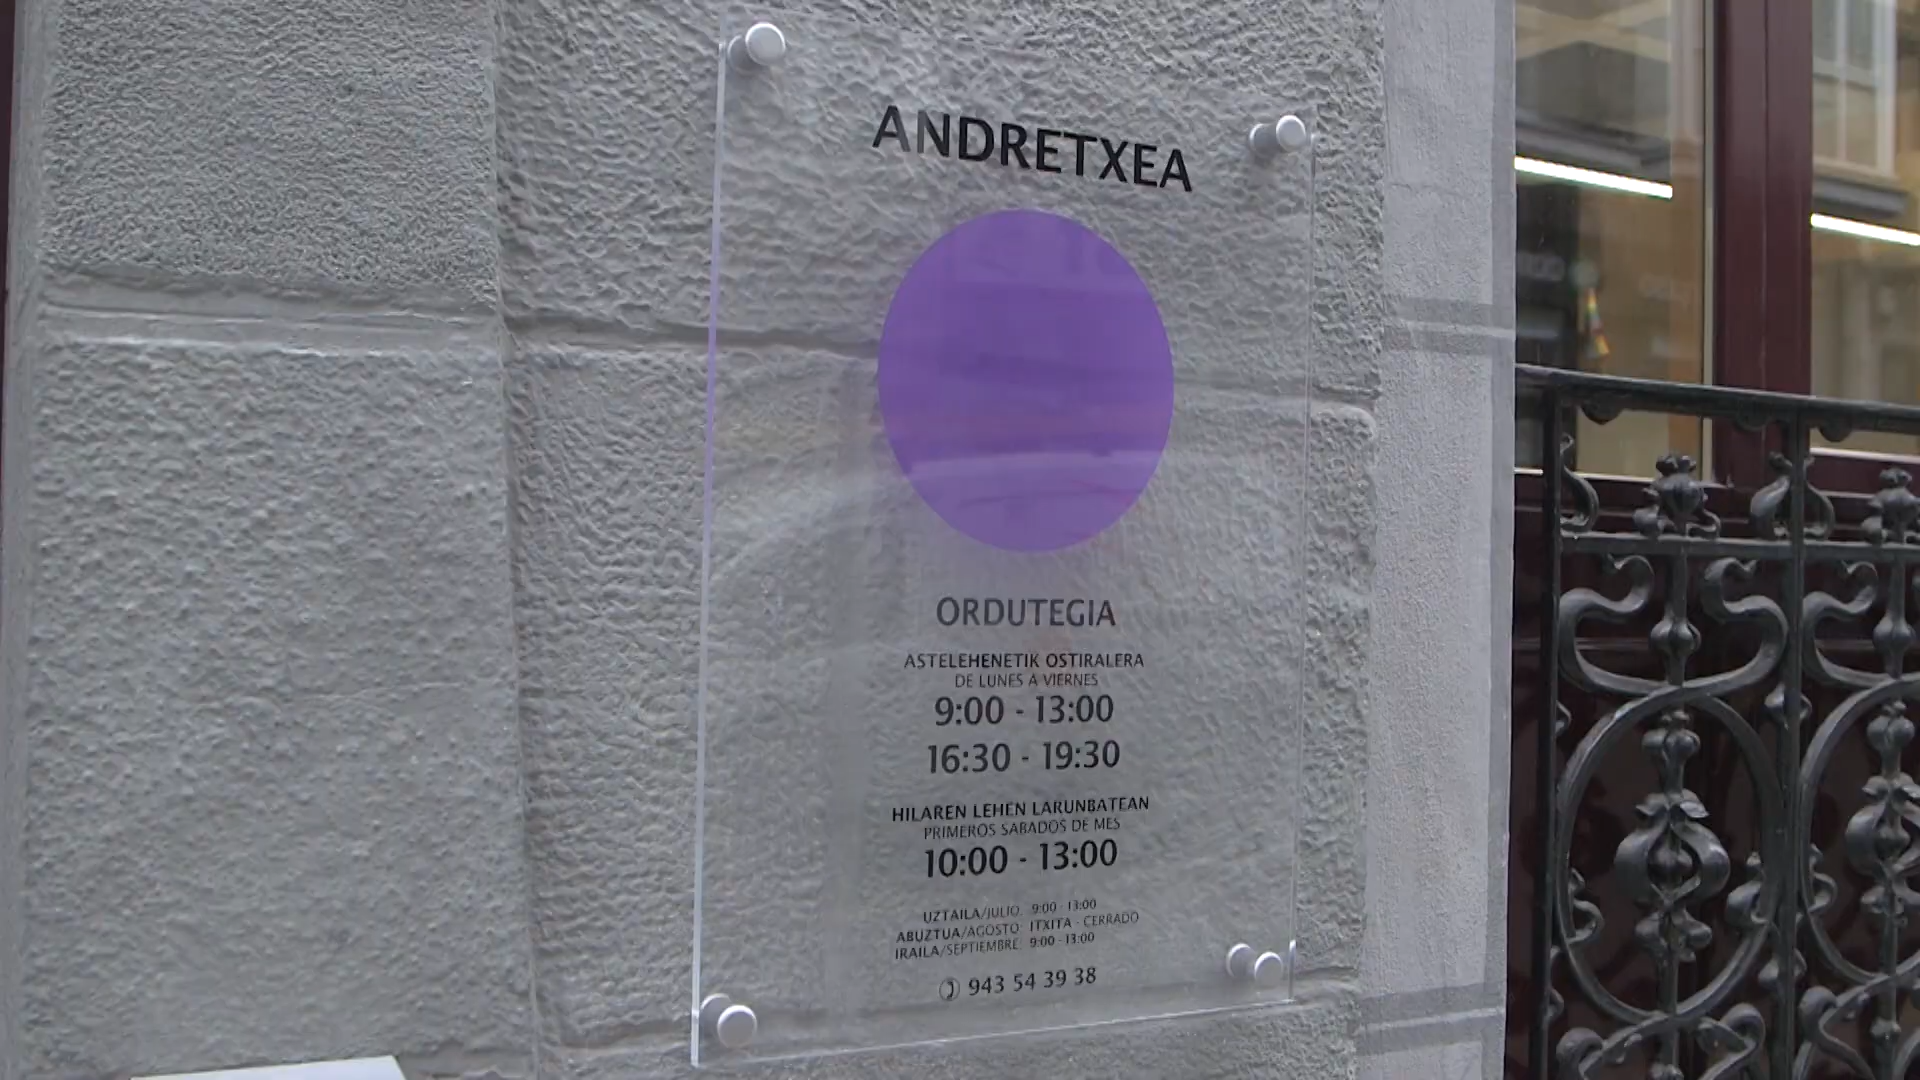 ANDRETXEA
ORDUTEGIA
ASTELEHENETIK OSTIRALERA
DE LUNES A VIERNES
9:00 - 13:00
16:30 - 19:30
HILAREN LEHEN LARUNBATEAN
PRIMEROS SABADOS DE MES
10:00 - 13:00
UZTAILA/JULIO: 9:00 - 13:00
ABUZTUA/AGOSTO: ITXITA - CERRADO
IRAILA/SEPTIEMBRE: 9:00 - 13:00
943 54 39 38